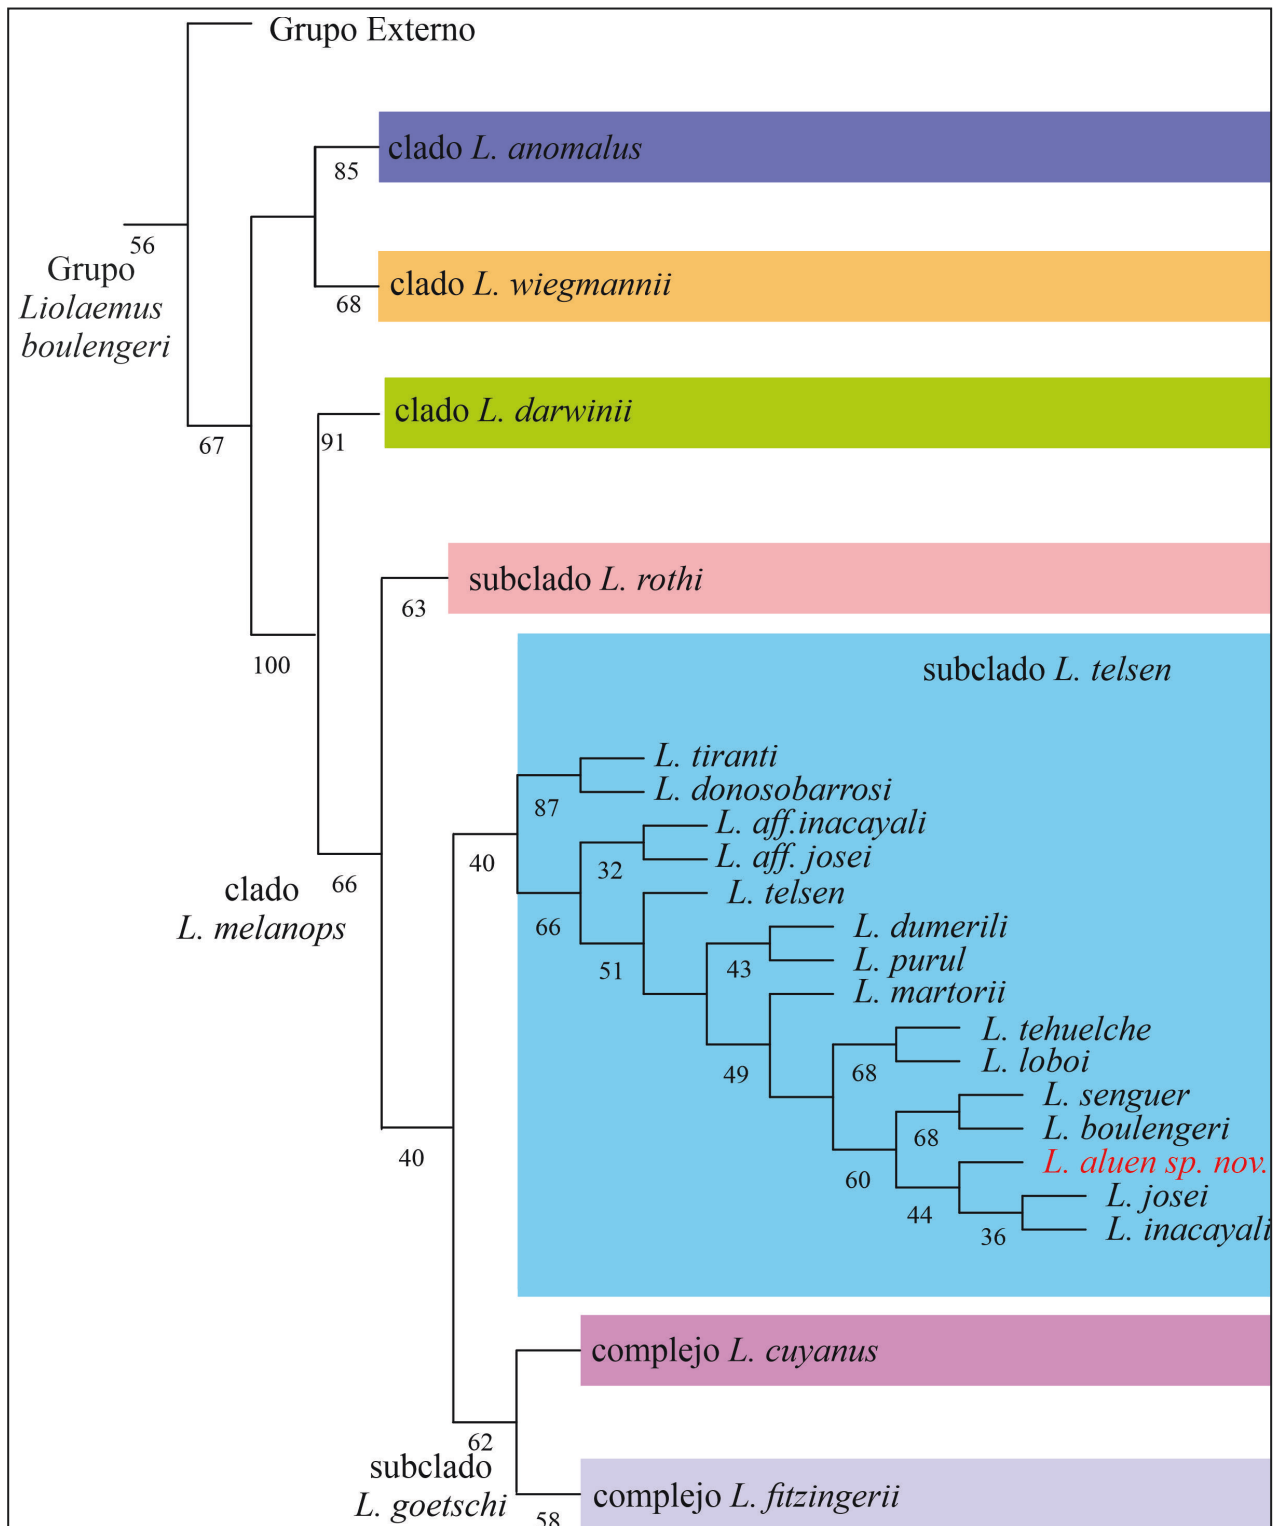 Grupo Externo
clado L. anomalus
85
56
Grupo
Liolaemus
boulengeri
clado L. wiegmannii
68
clado L. darwinii
91
67
subclado L. rothi
63
100
subclado L. telsen
L. tiranti
L. donosobarrosi
87
L. aff.inacayali
L. aff. josei
40
32
66
clado
L. melanops
L. telsen
66
L. dumerili
L. purul
51
43
L. martorii
L. tehuelche
L. loboi
49
68
L. senguer
L. boulengeri
68
40
L. aluen sp. nov.
60
L. josei
44
L. inacayali
36
complejo L. cuyanus
62
subclado
L. goetschi
complejo L. fitzingerii
58